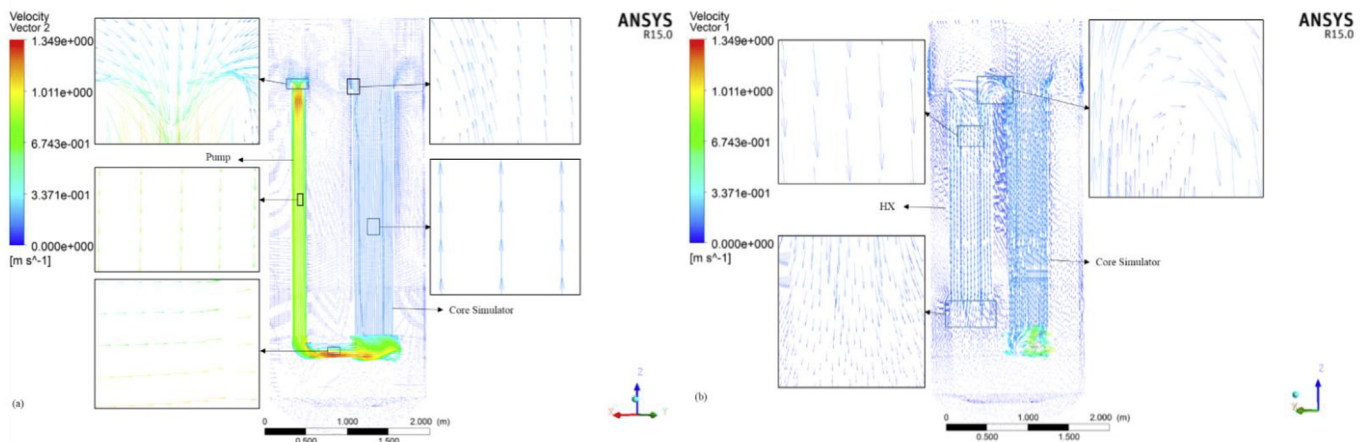 Velocity
Vector 2
1.349e+000
1.011e+000
6.743e-001
3.371e-001
0.000e+000
[m s^-1]
Pump
Core Simulator
ANSYS
R15.0
(a)
0 1.000 2.000 (m)
0.500 1.500
X Y Z
Velocity
Vector 1
1.349e+000
1.011e+000
6.743e-001
3.371e-001
0.000e+000
[m s^-1]
HX
Core Simulator
ANSYS
R15.0
(b)
0 1.000 2.000 (m)
0.500 1.500
Y Z